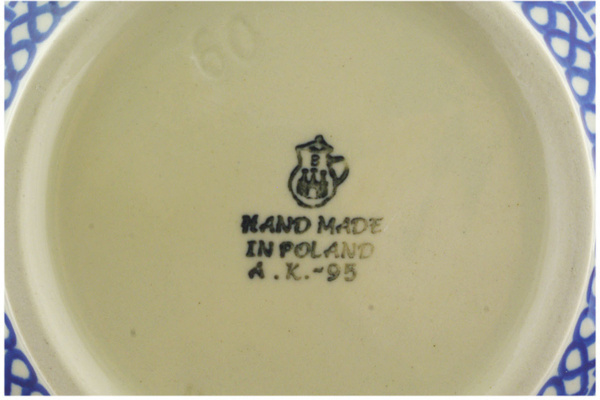 60
B
HAND MADE
IN POLAND
A.K.~95